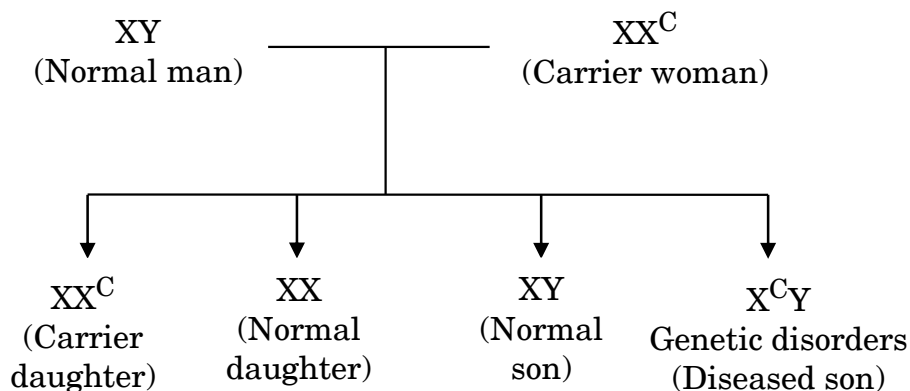 XY
(Normal man)
XX^C
(Carrier woman)
XX^C
(Carrier
daughter)
XX
(Normal
daughter)
XY
(Normal
son)
X^CY
Genetic disorders
(Diseased son)